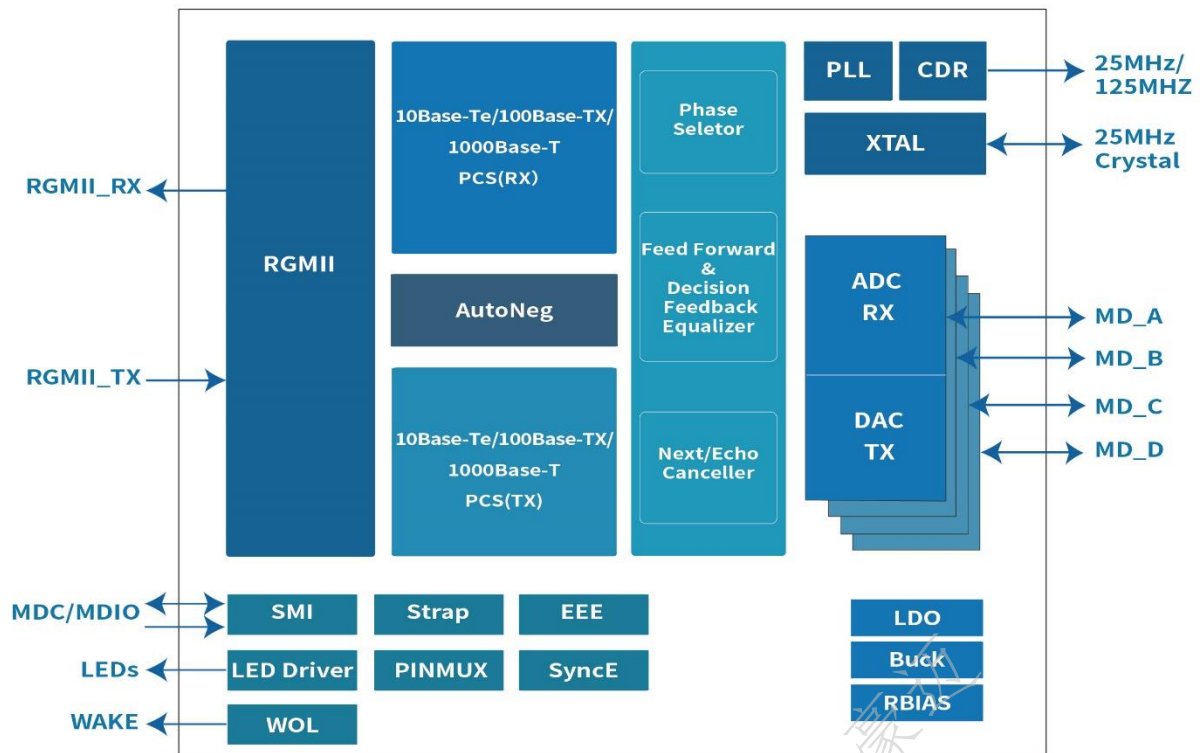 RGMII_RX
RGMII_TX
RGMII
10Base-Te/100Base-TX/
1000Base-T
PCS(RX)
AutoNeg
10Base-Te/100Base-TX/
1000Base-T
PCS(TX)
Phase
Seletor
Feed Forward
&
Decision
Feedback
Equalizer
Next/Echo
Canceller
PLL
CDR
25MHz/
125MHZ
XTAL
25MHz
Crystal
ADC
RX
DAC
TX
MD_A
MD_B
MD_C
MD_D
MDC/MDIO
SMI
Strap
EEE
LEDs
LED Driver
PINMUX
SyncE
WAKE
WOL
LDO
Buck
RBIAS